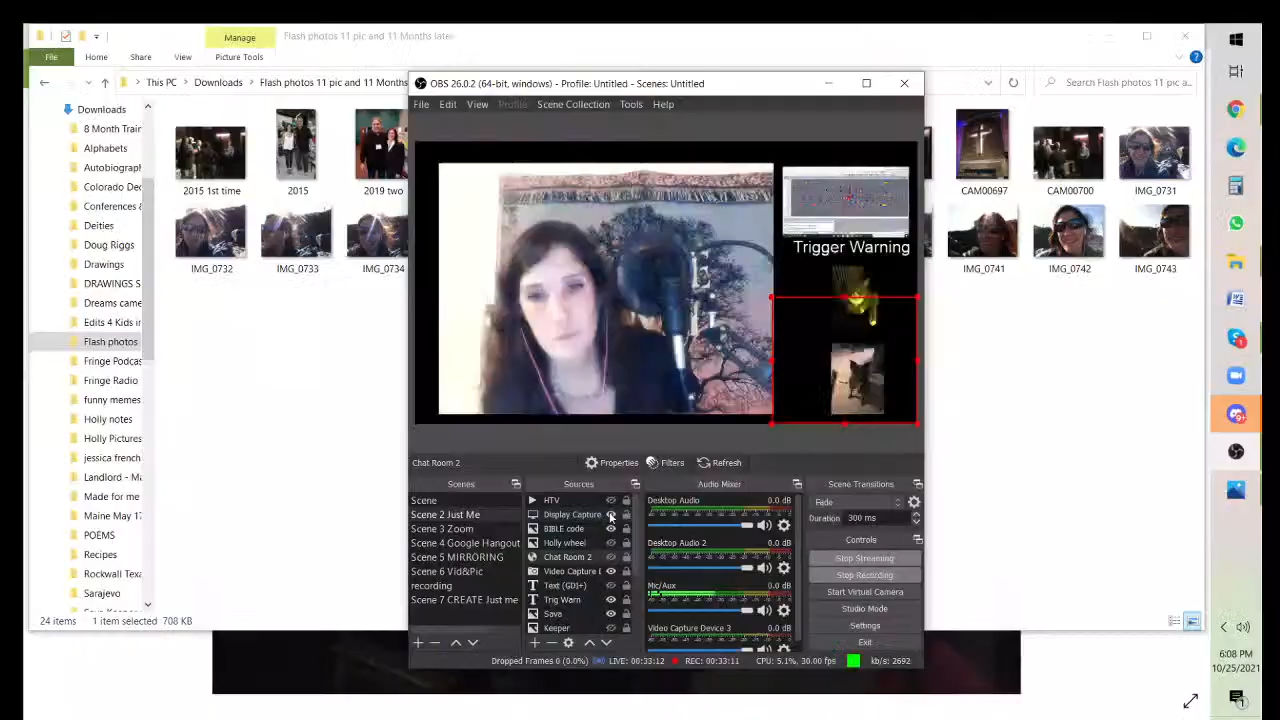 Manage
Flash photos 11 pic and 11 Months later
File
Home
Share
View
Picture Tools
This PC
Downloads
Flash photos 11 pic and 11 Months
Search Flash photos 11 pic and 11 a...
Downloads
8 Month Train
Alphabets
Autobiograph
Colorado Dec
Conferences &
Deities
Doug Riggs
Drawings
DRAWINGS S
Dreams came
Edits 4 Kids in
Flash photos
Fringe Podcas
Fringe Radio
funny memes
Holly notes
Holly Pictures
jessica french
Landlord - Ma
Made for me
Maine May 17
POEMS
Recipes
Rockwall Texa
Sarajevo
24 items
1 item selected 708 KB
2015 1st time
2015
2019 two
CAM00697
CAM00700
IMG_0731
IMG_0732
IMG_0733
IMG_0734
IMG_0741
IMG_0742
IMG_0743
OBS 26.0.2 (64-bit, windows) - Profile: Untitled - Scenes: Untitled
File
Edit
View
Profile
Scene Collection
Tools
Help
Trigger Warning
Chat Room 2
Properties
Filters
Refresh
Scenes
Scene
Scene 2 Just Me
Scene 3 Zoom
Scene 4 Google Hangout
Scene 5 MIRRORING
Scene 6 Vid&Pic
recording
Scene 7 CREATE Just me
Sources
HTV
Display Capture
BIBLE code
Holly wheel
Chat Room 2
Video Capture D
Text (GDI+)
Trig Warn
Sava
Keeper
Audio Mixer
Desktop Audio
0.0 dB
Desktop Audio 2
0.0 dB
Mic/Aux
0.0 dB
Video Capture Device 3
0.0 dB
Scene Transitions
Fade
Duration
300 ms
Controls
Stop Streaming
Stop Recording
Start Virtual Camera
Studio Mode
Settings
Exit
Dropped Frames 0 (0.0%)
LIVE: 00:33:12
REC: 00:33:11
CPU: 5.1%, 30.00 fps
kb/s: 2692
9+
6:08 PM
10/25/2021